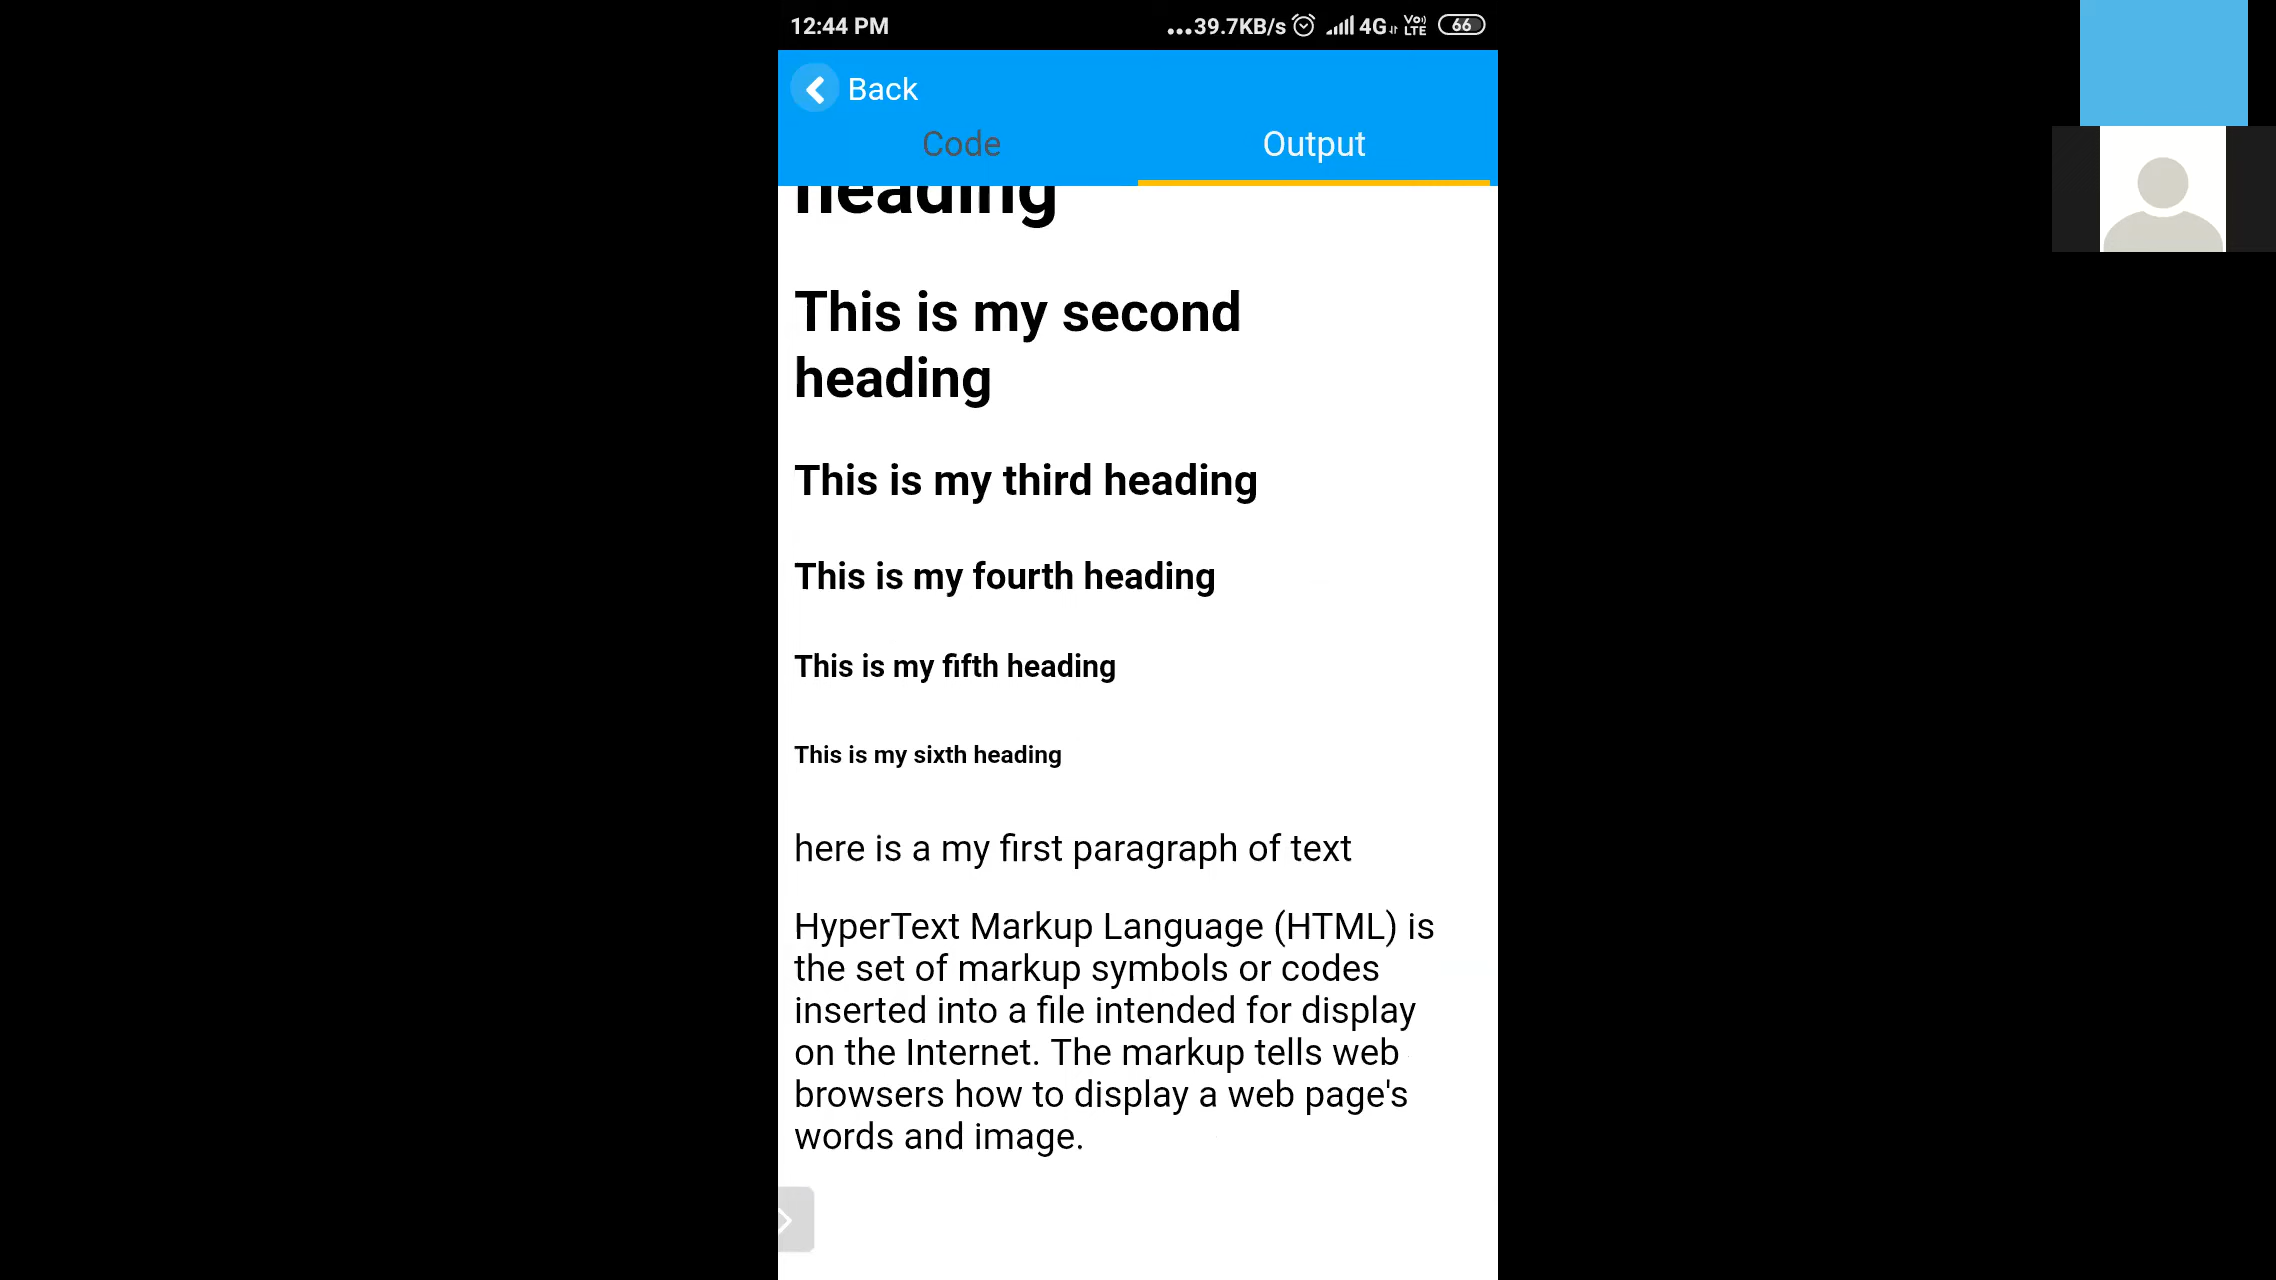 12:44 PM
...39.7KB/s 4G Vo) LTE 66
Back
Code Output
heading
This is my second
heading
This is my third heading
This is my fourth heading
This is my fifth heading
This is my sixth heading
here is a my first paragraph of text
HyperText Markup Language (HTML) is
the set of markup symbols or codes
inserted into a file intended for display
on the Internet. The markup tells web
browsers how to display a web page's
words and image.